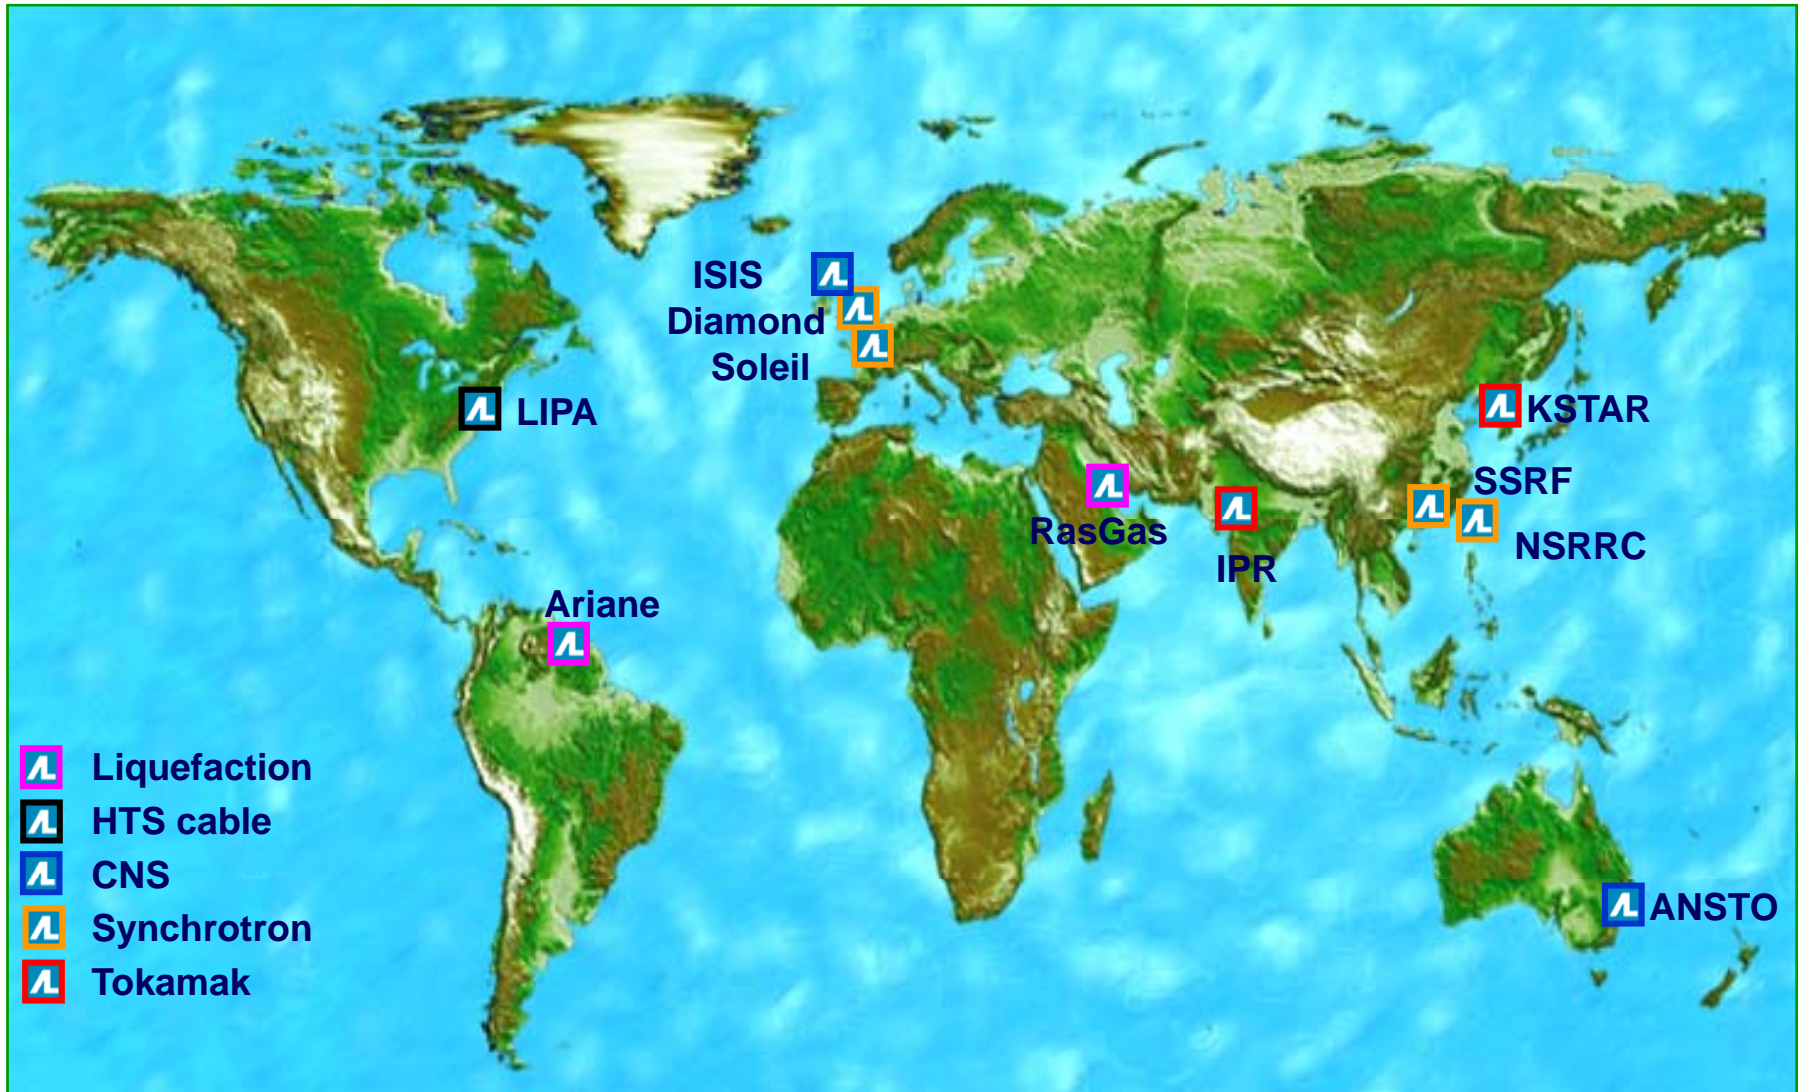 ISIS
Diamond
Soleil
LIPA
KSTAR
SSRF
RasGas
NSRRC
IPR
Ariane
Liquefaction
HTS cable
CNS
ANSTO
Synchrotron
Tokamak